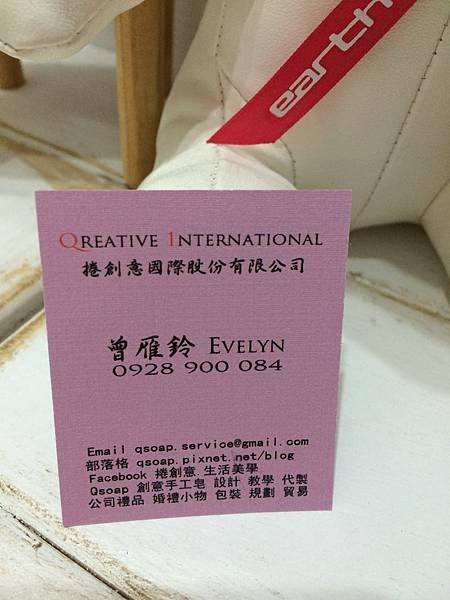 earth
QREATIVE 1NTERNATIONAL
捲創意國際股份有限公司
曾雁鈴 EVELYN
0928 900 084
Email qsoap.service@gmail.com
部落格 qsoap.pixnet.net/blog
Facebook 捲創意.生活美學
Qsoap 創意手工皂 設計 教學 代製
公司禮品 婚禮小物 包裝 規劃 貿易